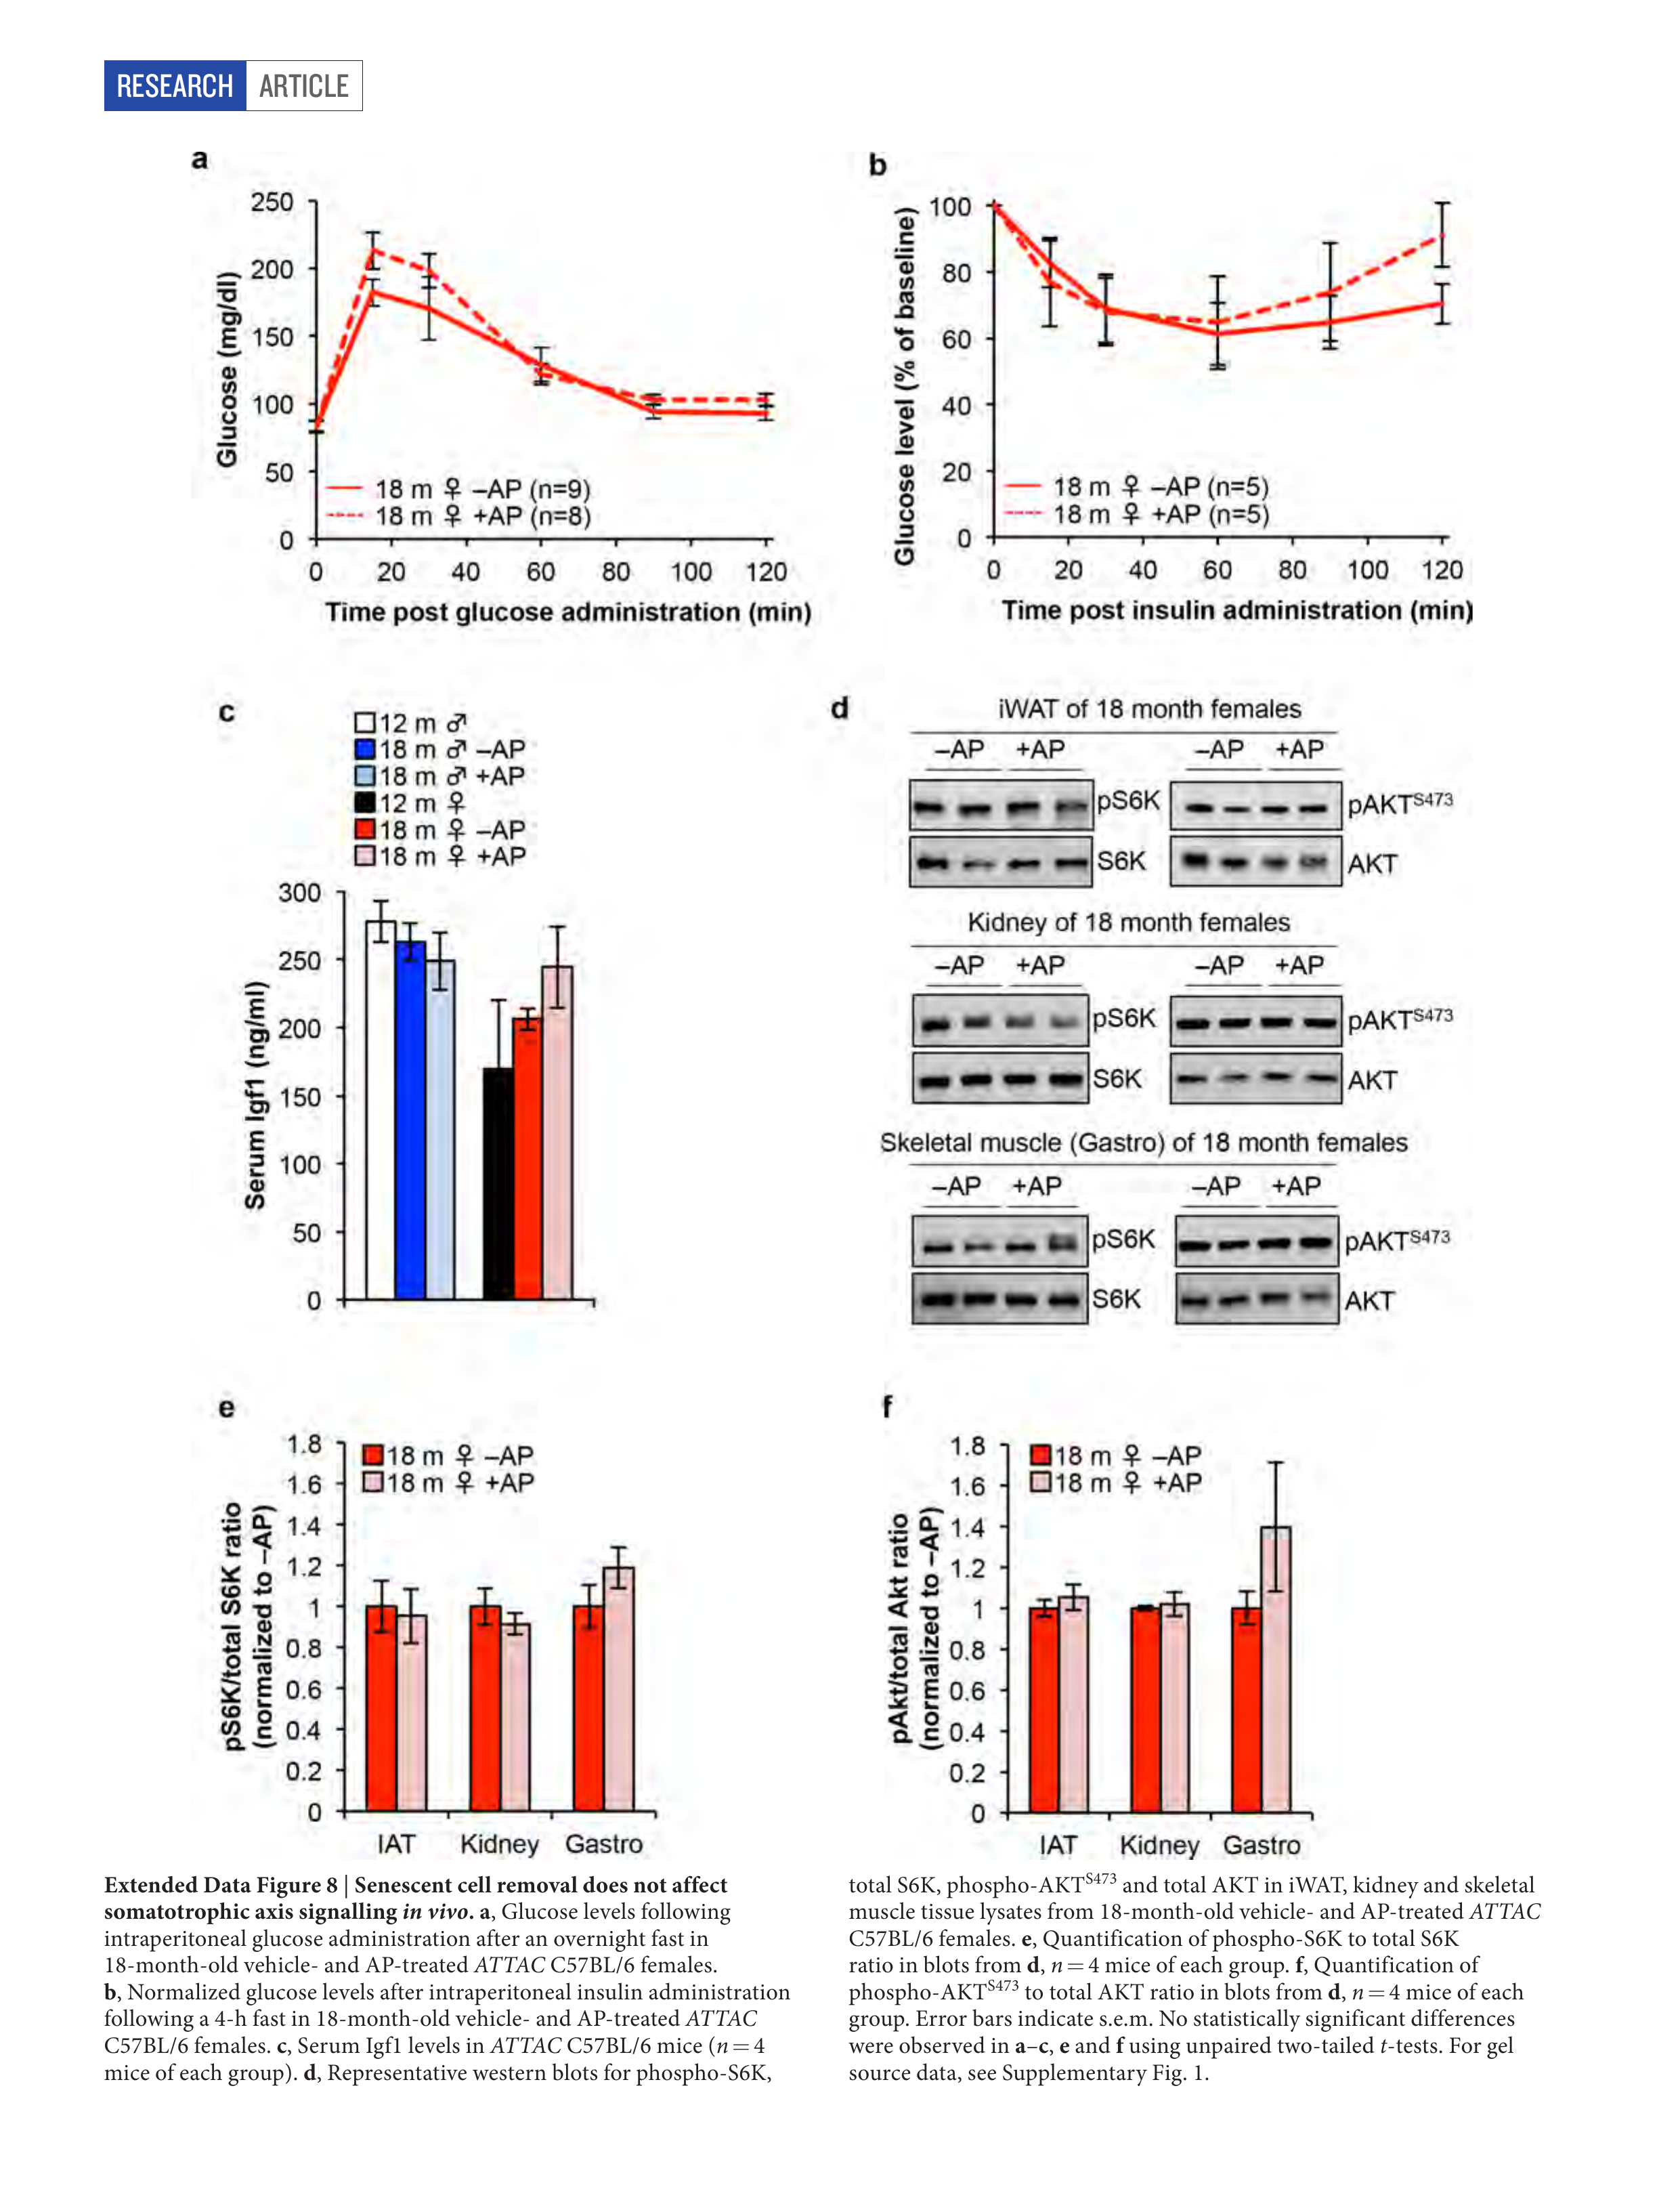 RESEARCH ARTICLE
a
250
200
150
100
50
0
Glucose (mg/dl)
18 m ♀ –AP (n=9)
18 m ♀ +AP (n=8)
0 20 40 60 80 100 120
Time post glucose administration (min)
b
100
80
60
40
20
0
Glucose level (% of baseline)
18 m ♀ –AP (n=5)
18 m ♀ +AP (n=5)
0 20 40 60 80 100 120
Time post insulin administration (min)
c
12 m ♂
18 m ♂ –AP
18 m ♂ +AP
12 m ♀
18 m ♀ –AP
18 m ♀ +AP
300
250
200
150
100
50
0
Serum Igf1 (ng/ml)
d
iWAT of 18 month females
–AP +AP –AP +AP
pS6K pAKTS473
S6K AKT
Kidney of 18 month females
–AP +AP –AP +AP
pS6K pAKTS473
S6K AKT
Skeletal muscle (Gastro) of 18 month females
–AP +AP –AP +AP
pS6K pAKTS473
S6K AKT
e
1.8
1.6
1.4
1.2
1
0.8
0.6
0.4
0.2
0
pS6K/total S6K ratio
(normalized to –AP)
18 m ♀ –AP
18 m ♀ +AP
IAT Kidney Gastro
f
1.8
1.6
1.4
1.2
1
0.8
0.6
0.4
0.2
0
pAkt/total Akt ratio
(normalized to –AP)
18 m ♀ –AP
18 m ♀ +AP
IAT Kidney Gastro
Extended Data Figure 8 | Senescent cell removal does not affect
somatotrophic axis signalling in vivo. a, Glucose levels following
intraperitoneal glucose administration after an overnight fast in
18-month-old vehicle- and AP-treated ATTAC C57BL/6 females.
b, Normalized glucose levels after intraperitoneal insulin administration
following a 4-h fast in 18-month-old vehicle- and AP-treated ATTAC
C57BL/6 females. c, Serum Igf1 levels in ATTAC C57BL/6 mice (n = 4
mice of each group). d, Representative western blots for phospho-S6K,
total S6K, phospho-AKTS473 and total AKT in iWAT, kidney and skeletal
muscle tissue lysates from 18-month-old vehicle- and AP-treated ATTAC
C57BL/6 females. e, Quantification of phospho-S6K to total S6K
ratio in blots from d, n = 4 mice of each group. f, Quantification of
phospho-AKTS473 to total AKT ratio in blots from d, n = 4 mice of each
group. Error bars indicate s.e.m. No statistically significant differences
were observed in a–c, e and f using unpaired two-tailed t-tests. For gel
source data, see Supplementary Fig. 1.